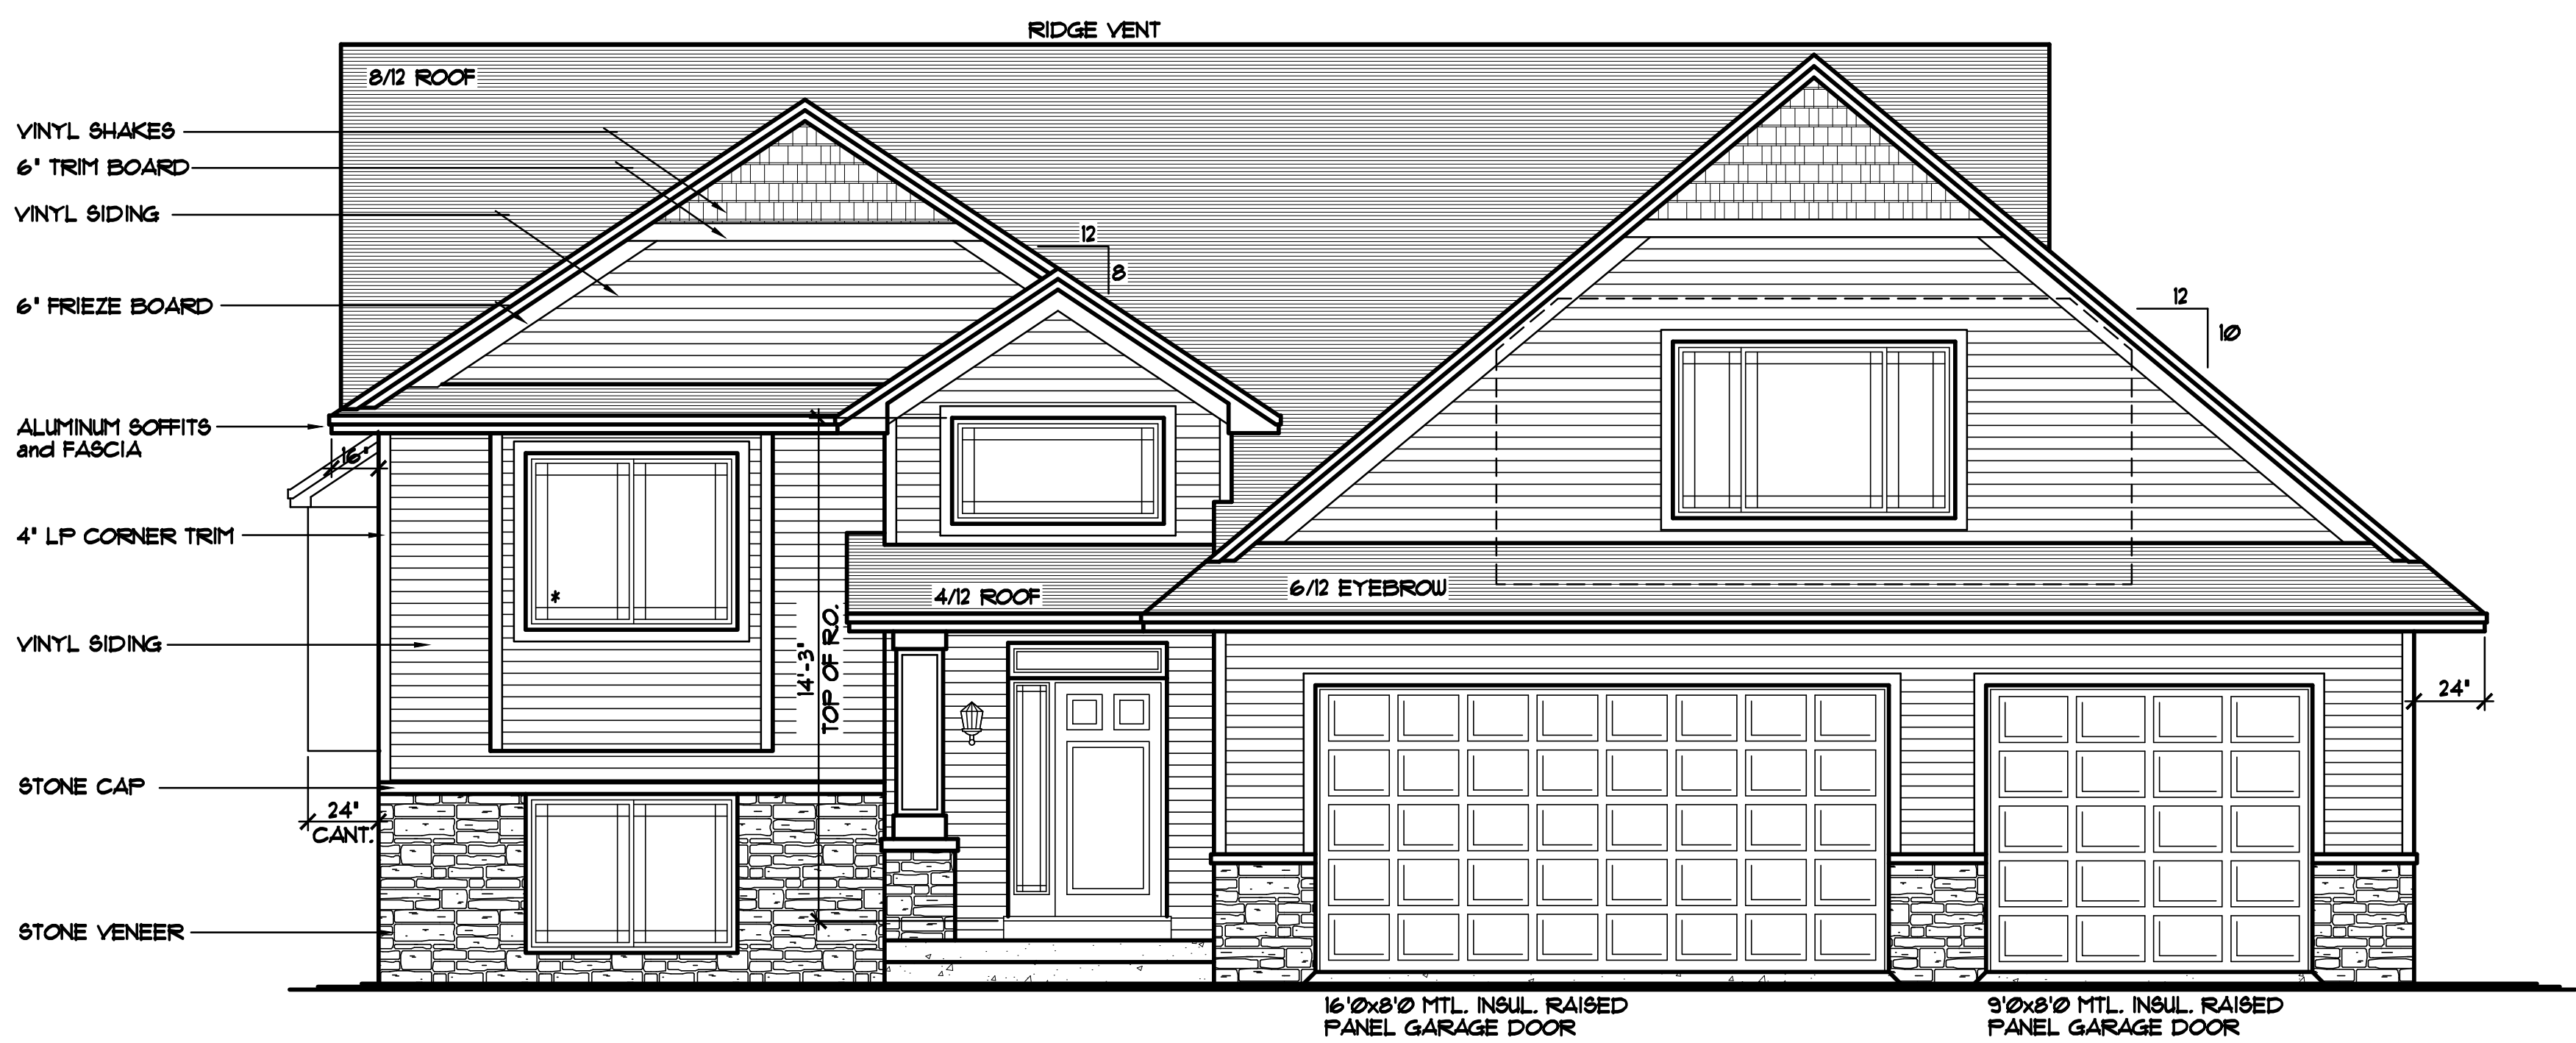 RIDGE VENT
8/12 ROOF
VINYL SHAKES
6" TRIM BOARD
VINYL SIDING
12
8
6" FRIEZE BOARD
12
10
ALUMINUM SOFFITS
and FASCIA
16"
4" LP CORNER TRIM
*
4/12 ROOF
6/12 EYEBROW
VINYL SIDING
14'-3"
TOP OF R.O.
24"
STONE CAP
24"
CANT.
STONE VENEER
16'0x8'0 MTL. INSUL. RAISED
PANEL GARAGE DOOR
9'0x8'0 MTL. INSUL. RAISED
PANEL GARAGE DOOR